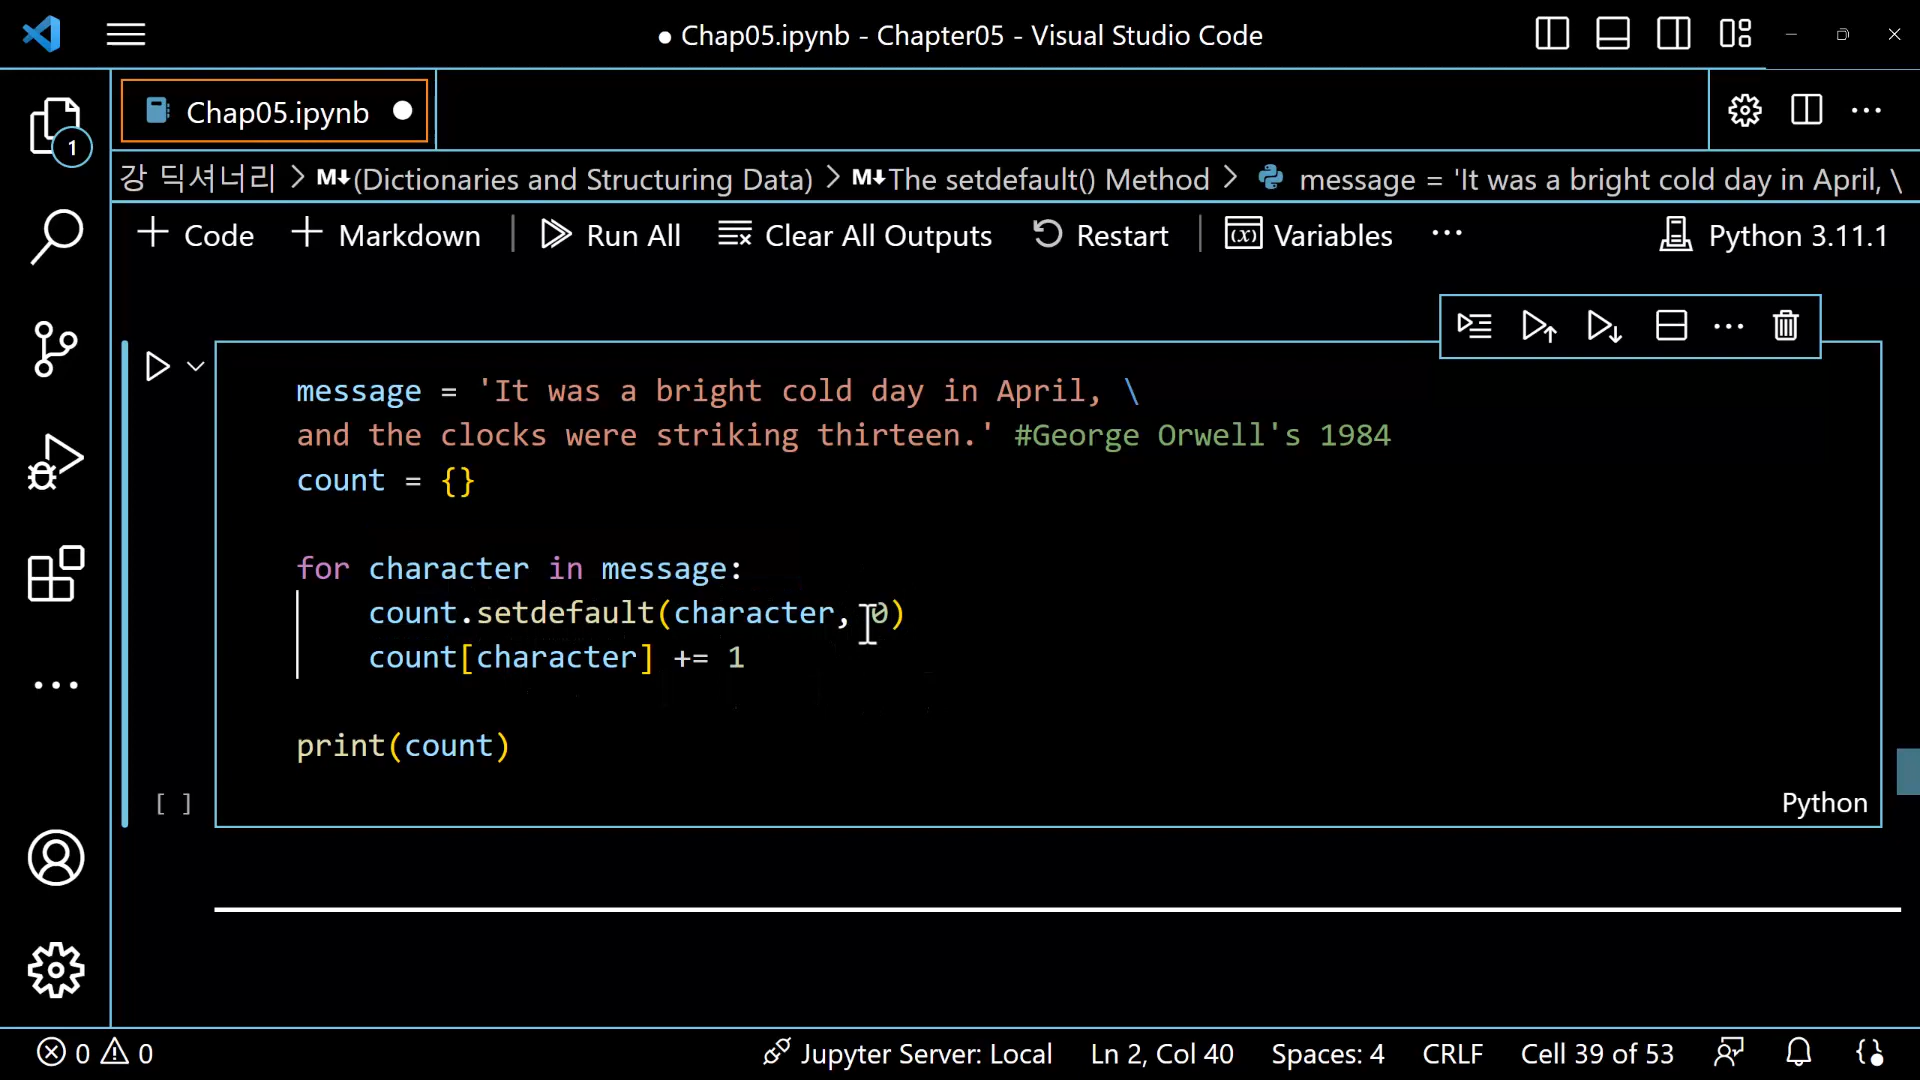 ● Chap05.ipynb - Chapter05 - Visual Studio Code
Chap05.ipynb ●
1
강 딕셔너리 > M↓(Dictionaries and Structuring Data) > M↓The setdefault() Method > message = 'It was a bright cold day in April, \
+ Code + Markdown | Run All Clear All Outputs Restart | Variables ··· Python 3.11.1
message = 'It was a bright cold day in April, \
and the clocks were striking thirteen.' #George Orwell's 1984
count = {}
for character in message:
count.setdefault(character, 0)
count[character] += 1
print(count)
[ ]
Python
0 0 Jupyter Server: Local Ln 2, Col 40 Spaces: 4 CRLF Cell 39 of 53